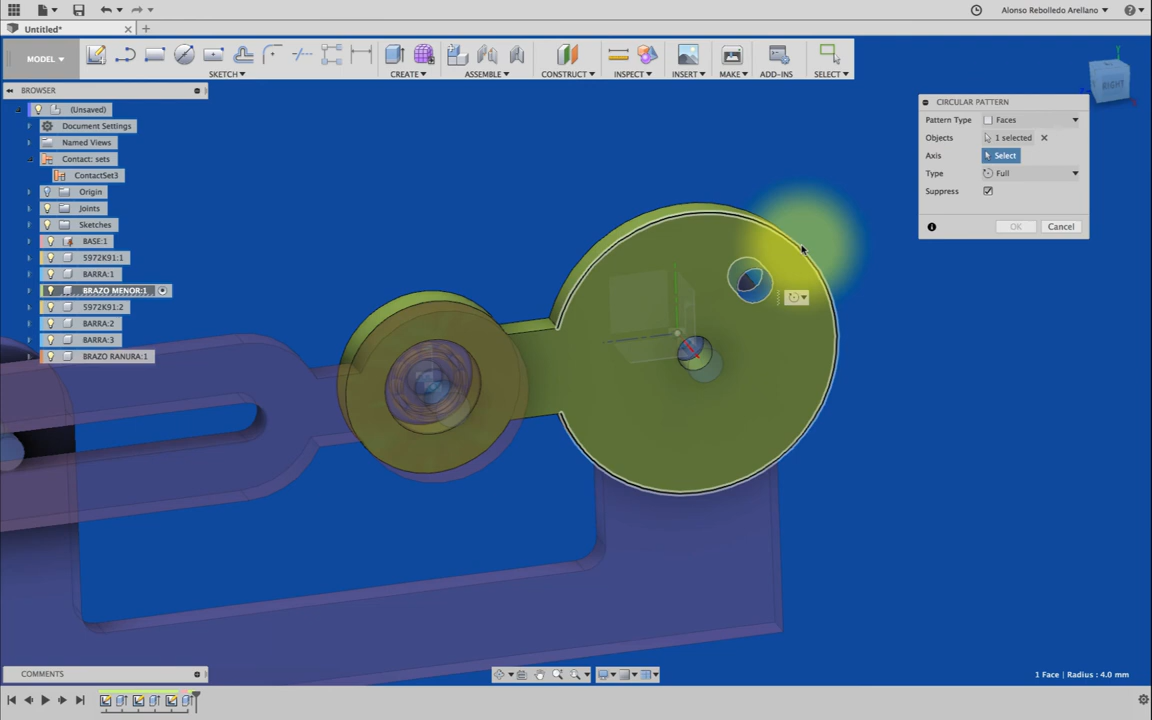 Alonso Rebolledo Arellano
Untitled*
MODEL
SKETCH
CREATE
ASSEMBLE
CONSTRUCT
INSPECT
INSERT
MAKE
ADD-INS
SELECT
BROWSER
(Unsaved)
Document Settings
Named Views
Contact: sets
ContactSet3
Origin
Joints
Sketches
BASE:1
5972K91:1
BARRA:1
BRAZO MENOR:1
5972K91:2
BARRA:2
BARRA:3
BRAZO RANURA:1
RIGHT
CIRCULAR PATTERN
Pattern Type Faces
Objects 1 selected
Axis Select
Type Full
Suppress
OK Cancel
COMMENTS
1 Face | Radius : 4.0 mm